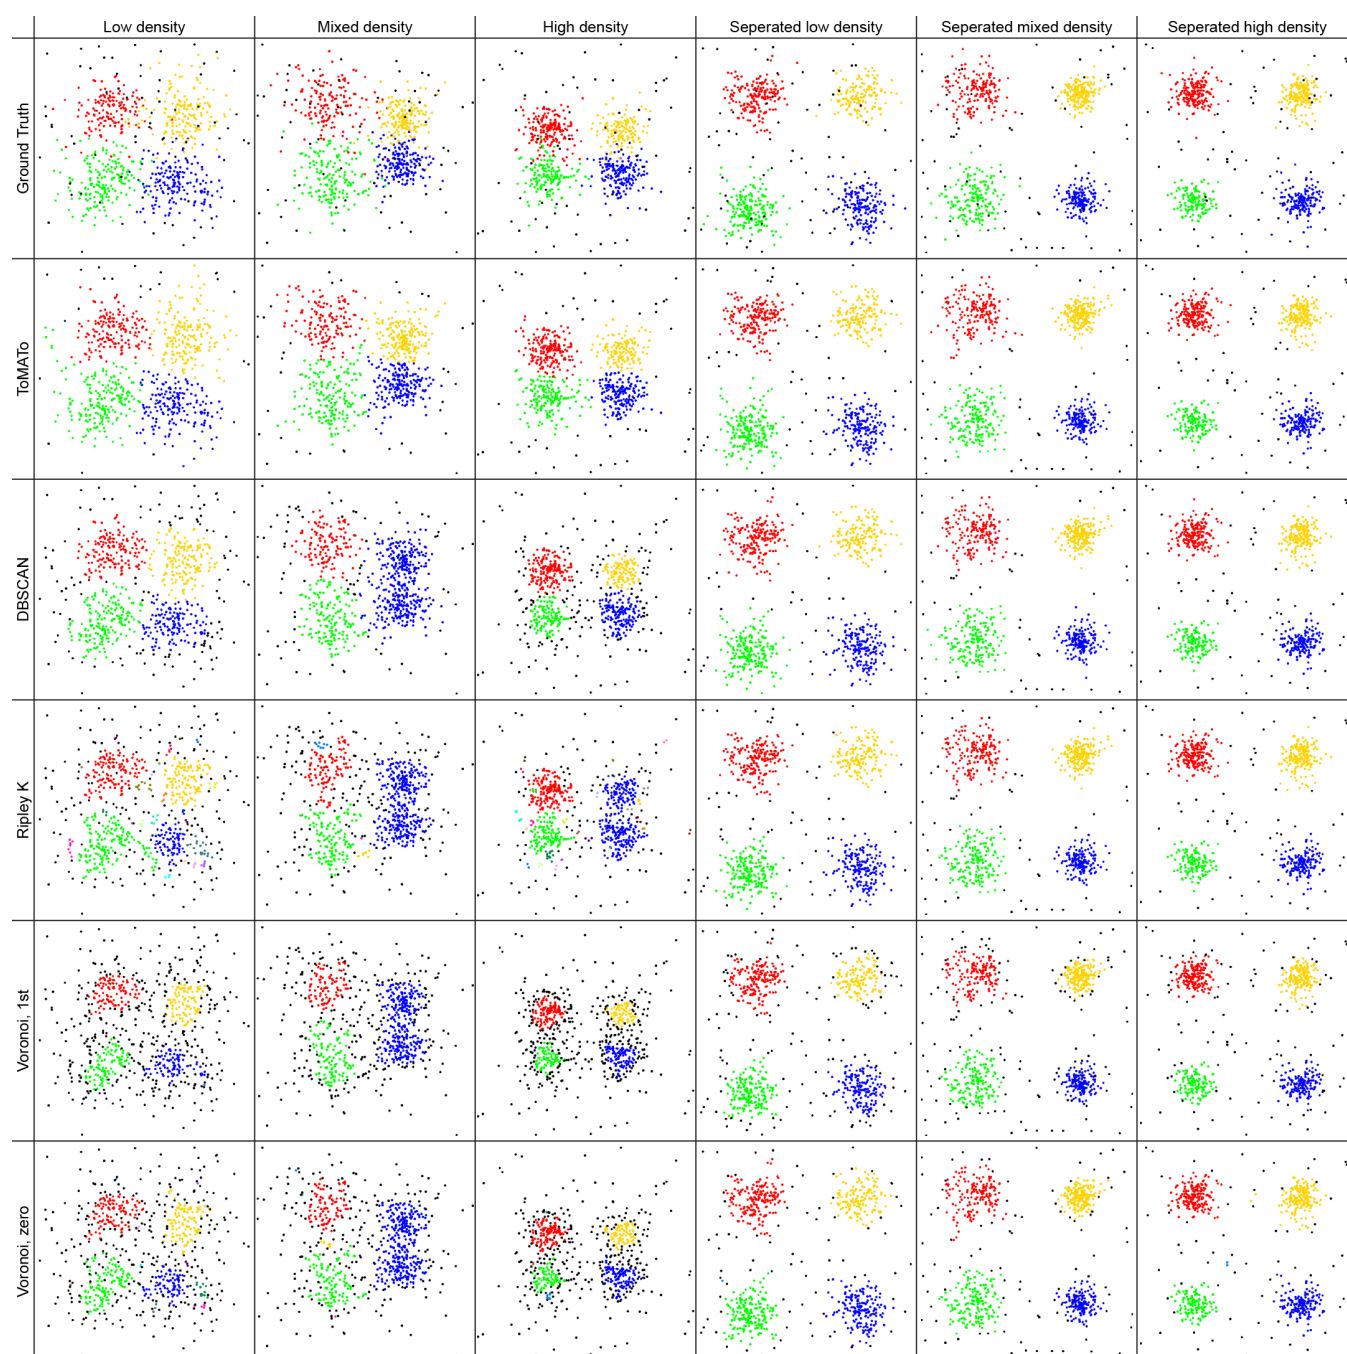 Low density
Mixed density
High density
Seperated low density
Seperated mixed density
Seperated high density
Ground Truth
ToMATo
DBSCAN
Ripley K
Voronoi, 1st
Voronoi, zero